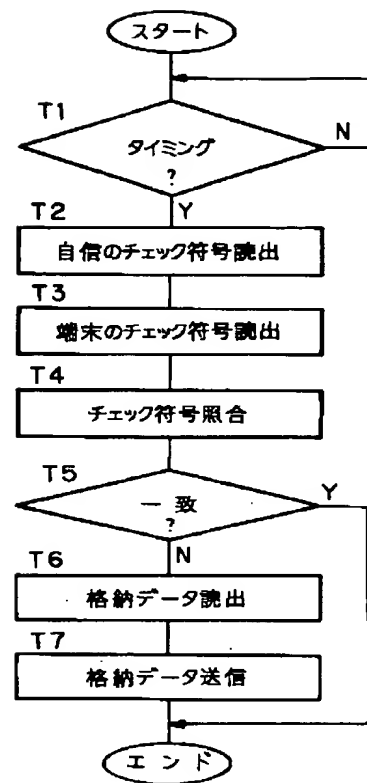 スタート
T1
N
タイミング
?
T2
Y
自信のチェック符号読出
T3
端末のチェック符号読出
T4
チェック符号照合
T5
Y
一致
?
T6
N
格納データ読出
T7
格納データ送信
エンド